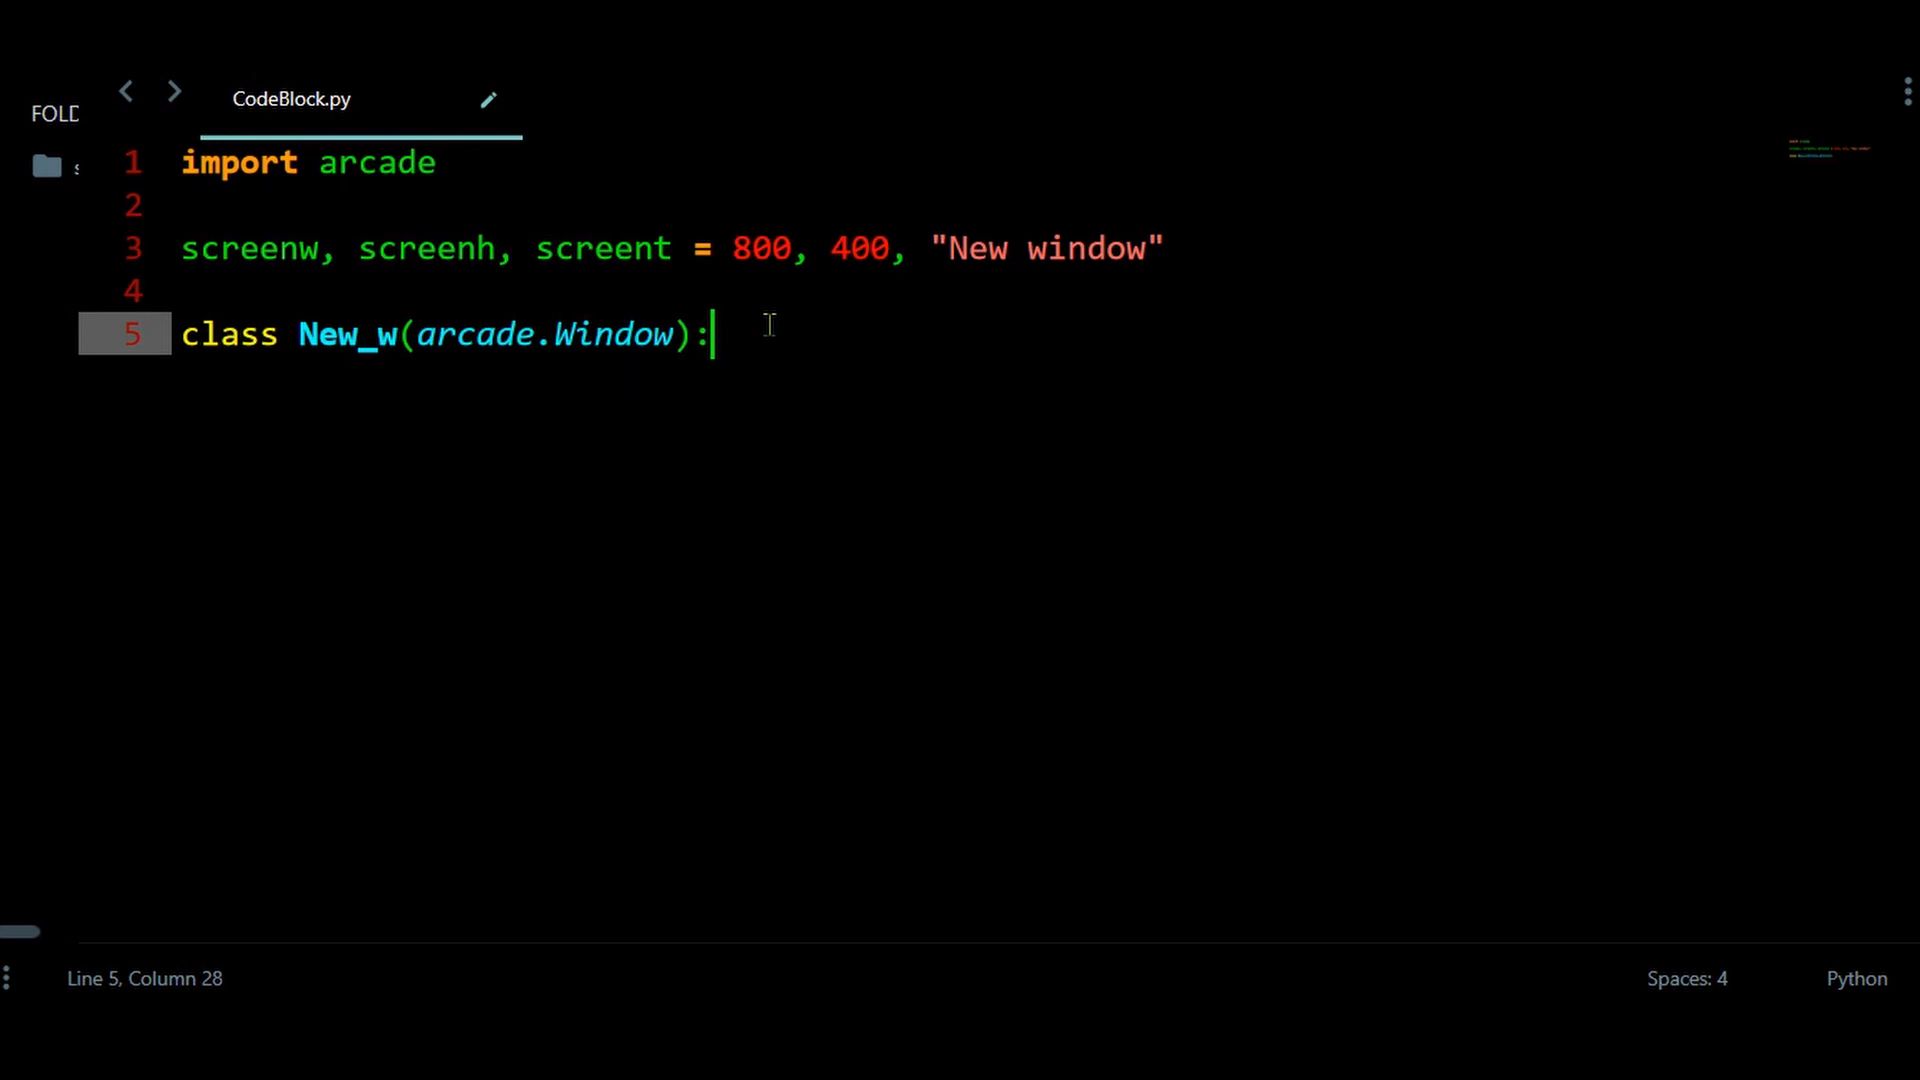 CodeBlock.py
FOLD
1 import arcade
2
3 screenw, screenh, screent = 800, 400, "New window"
4
5 class New_w(arcade.Window):
Line 5, Column 28
Spaces: 4
Python